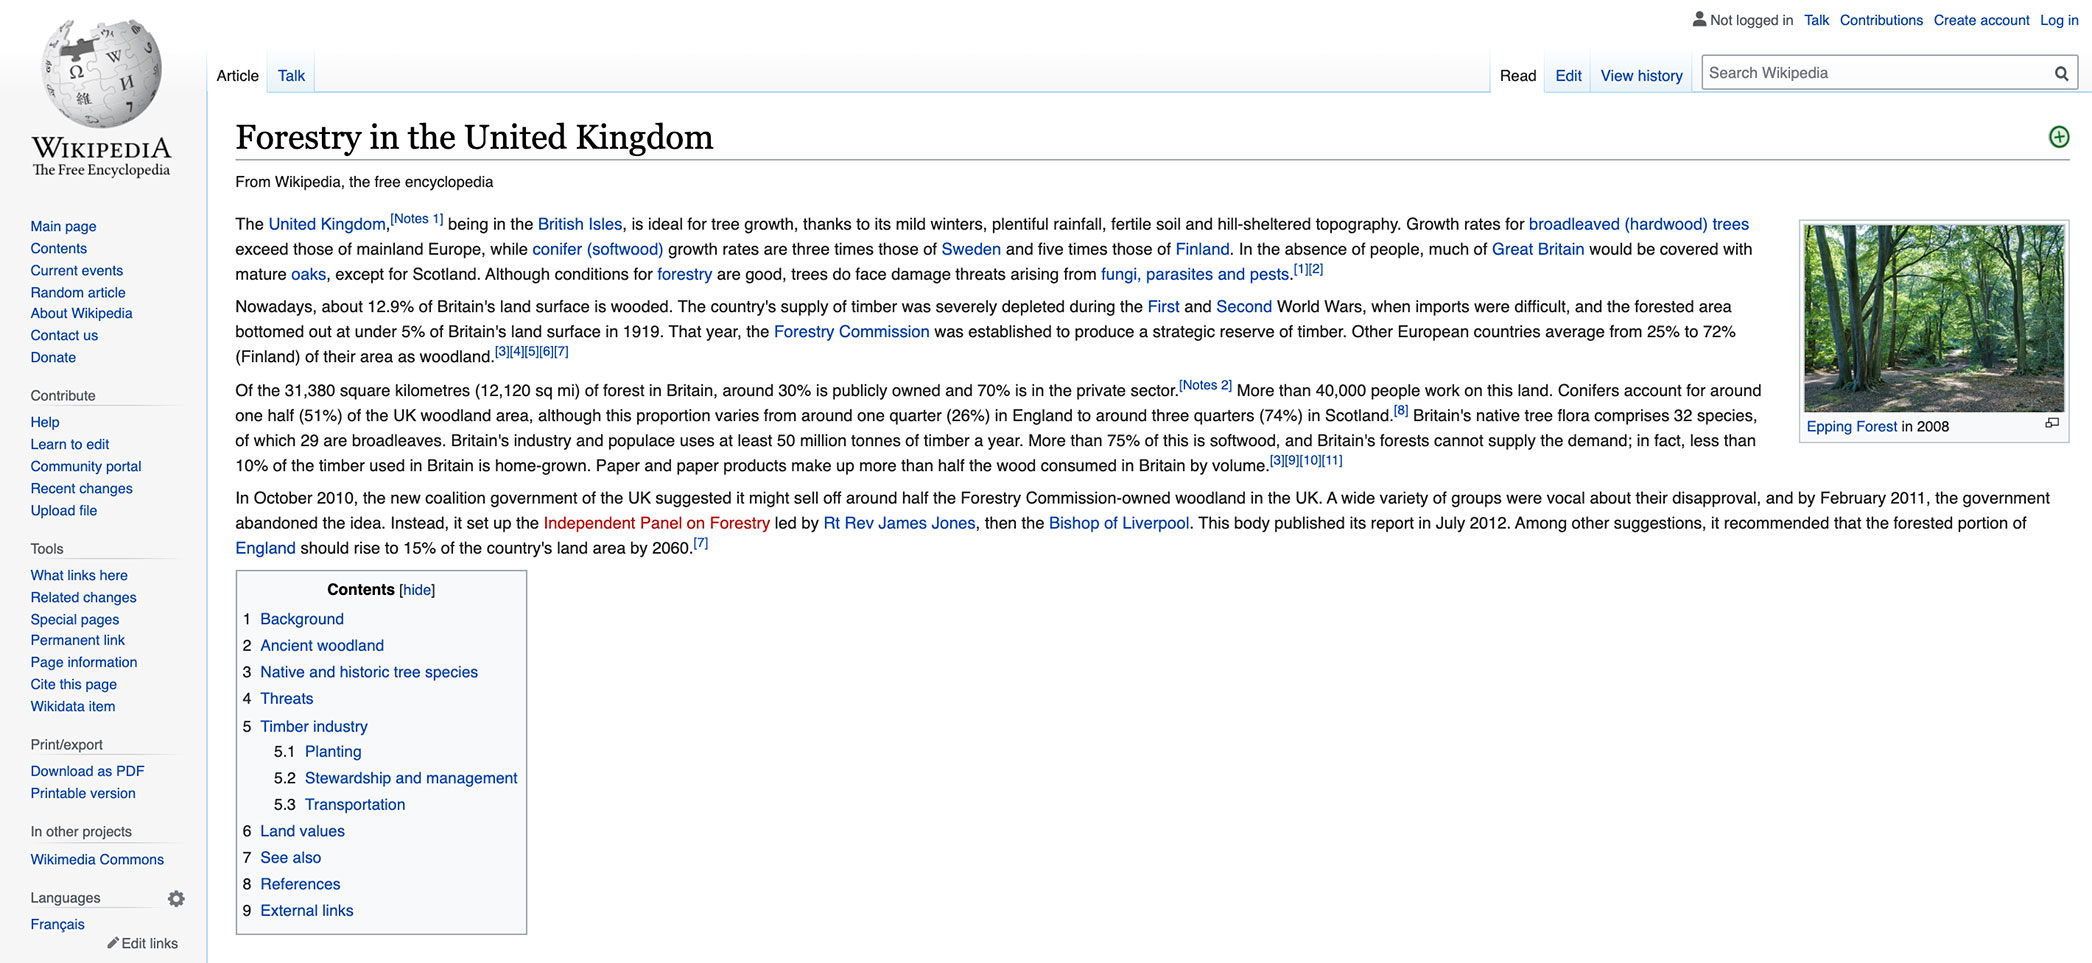 Not logged in Talk Contributions Create account Log in
Article Talk Read Edit View history Search Wikipedia
WIKIPEDIA
The Free Encyclopedia
Main page
Contents
Current events
Random article
About Wikipedia
Contact us
Donate
Contribute
Help
Learn to edit
Community portal
Recent changes
Upload file
Tools
What links here
Related changes
Special pages
Permanent link
Page information
Cite this page
Wikidata item
Print/export
Download as PDF
Printable version
In other projects
Wikimedia Commons
Languages
Français
Edit links
Forestry in the United Kingdom
From Wikipedia, the free encyclopedia
The United Kingdom,[Notes 1] being in the British Isles, is ideal for tree growth, thanks to its mild winters, plentiful rainfall, fertile soil and hill-sheltered topography. Growth rates for broadleaved (hardwood) trees
exceed those of mainland Europe, while conifer (softwood) growth rates are three times those of Sweden and five times those of Finland. In the absence of people, much of Great Britain would be covered with
mature oaks, except for Scotland. Although conditions for forestry are good, trees do face damage threats arising from fungi, parasites and pests.[1][2]
Nowadays, about 12.9% of Britain's land surface is wooded. The country's supply of timber was severely depleted during the First and Second World Wars, when imports were difficult, and the forested area
bottomed out at under 5% of Britain's land surface in 1919. That year, the Forestry Commission was established to produce a strategic reserve of timber. Other European countries average from 25% to 72%
(Finland) of their area as woodland.[3][4][5][6][7]
Of the 31,380 square kilometres (12,120 sq mi) of forest in Britain, around 30% is publicly owned and 70% is in the private sector.[Notes 2] More than 40,000 people work on this land. Conifers account for around
one half (51%) of the UK woodland area, although this proportion varies from around one quarter (26%) in England to around three quarters (74%) in Scotland.[8] Britain's native tree flora comprises 32 species,
of which 29 are broadleaves. Britain's industry and populace uses at least 50 million tonnes of timber a year. More than 75% of this is softwood, and Britain's forests cannot supply the demand; in fact, less than
10% of the timber used in Britain is home-grown. Paper and paper products make up more than half the wood consumed in Britain by volume.[3][9][10][11]
Epping Forest in 2008
In October 2010, the new coalition government of the UK suggested it might sell off around half the Forestry Commission-owned woodland in the UK. A wide variety of groups were vocal about their disapproval, and by February 2011, the government
abandoned the idea. Instead, it set up the Independent Panel on Forestry led by Rt Rev James Jones, then the Bishop of Liverpool. This body published its report in July 2012. Among other suggestions, it recommended that the forested portion of
England should rise to 15% of the country's land area by 2060.[7]
Contents [hide]
1 Background
2 Ancient woodland
3 Native and historic tree species
4 Threats
5 Timber industry
5.1 Planting
5.2 Stewardship and management
5.3 Transportation
6 Land values
7 See also
8 References
9 External links